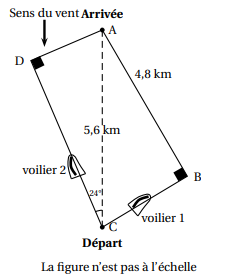 Sens du vent Arrivée
A
D
4,8 km
5,6 km
voilier 2
24°
B
voilier 1
C
Départ
La figure n'est pas à l'échelle